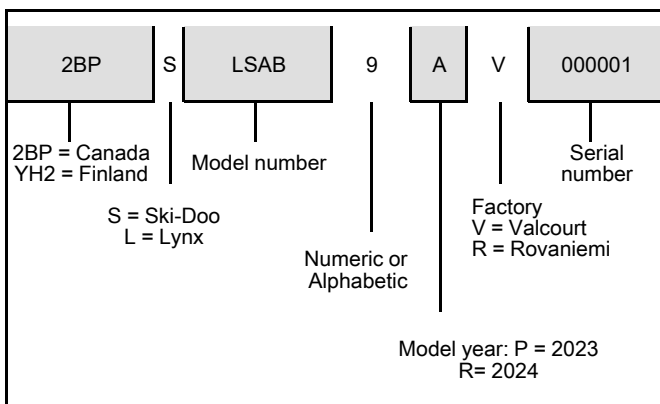 2BP S LSAB 9 A V 000001
2BP = Canada
YH2 = Finland
Model number
Serial
number
S = Ski-Doo
L = Lynx
Factory
V = Valcourt
R = Rovaniemi
Numeric or
Alphabetic
Model year: P = 2023
R= 2024